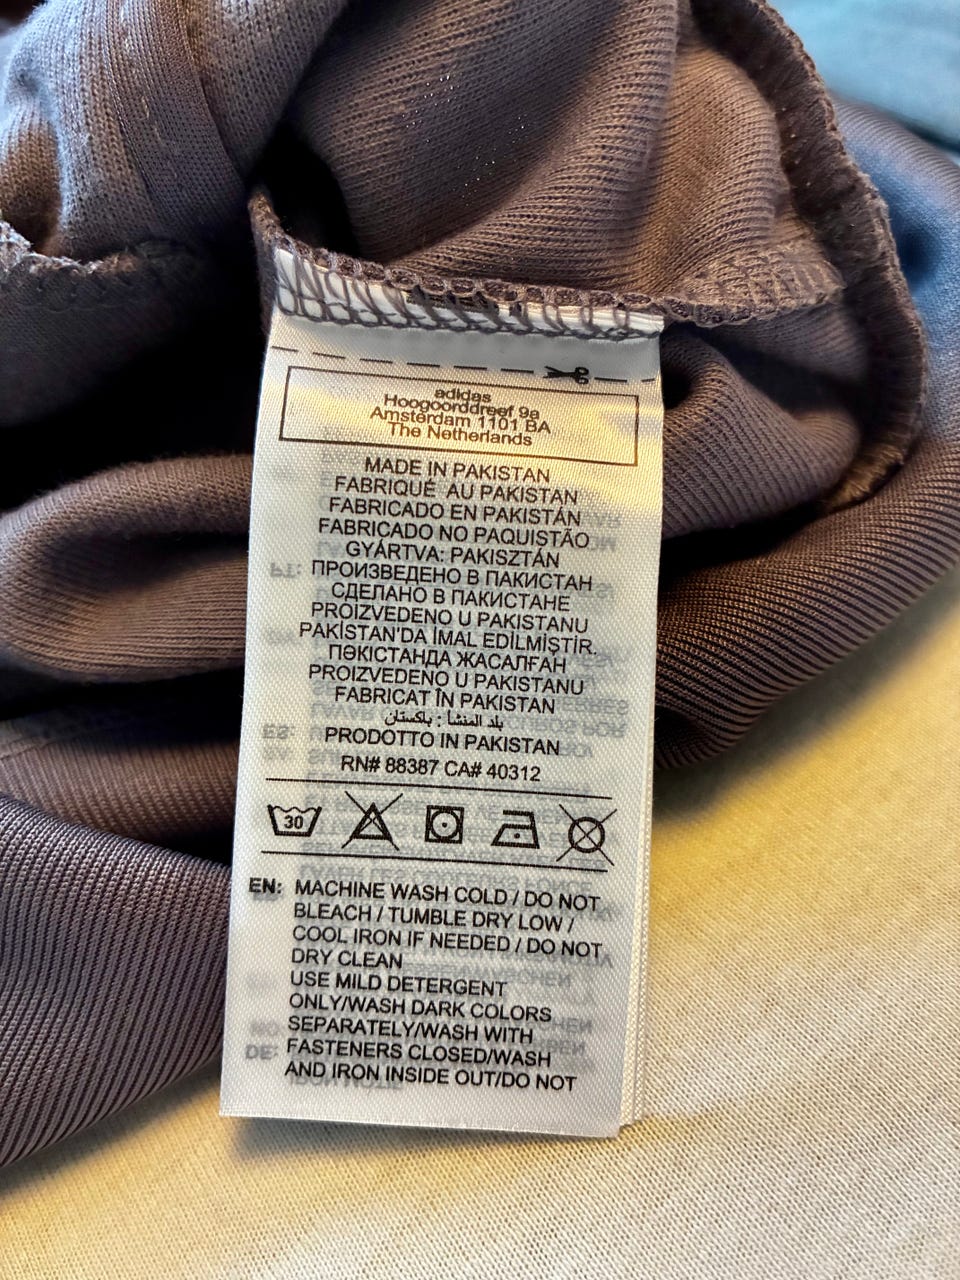 adidas
Hoogoorddreef 9a
Amsterdam 1101 BA
The Netherlands
MADE IN PAKISTAN
FABRIQUÉ AU PAKISTAN
FABRICADO EN PAKISTÁN
FABRICADO NO PAQUISTÃO
GYÁRTVA: PAKISZTÁN
ПРОИЗВЕДЕНО В ПАКИСТАН
СДЕЛАНО В ПАКИСТАНЕ
PROIZVEDENO U PAKISTANU
PAKİSTAN'DA İMAL EDİLMİŞTİR.
ПӘКІСТАНДА ЖАСАЛҒАН
PROIZVEDENO U PAKISTANU
FABRICAT ÎN PAKISTAN
بلد المنشأ : باكستان
PRODOTTO IN PAKISTAN
RN# 88387 CA# 40312
30
EN: MACHINE WASH COLD / DO NOT
BLEACH / TUMBLE DRY LOW /
COOL IRON IF NEEDED / DO NOT
DRY CLEAN
USE MILD DETERGENT
ONLY/WASH DARK COLORS
SEPARATELY/WASH WITH
FASTENERS CLOSED/WASH
AND IRON INSIDE OUT/DO NOT